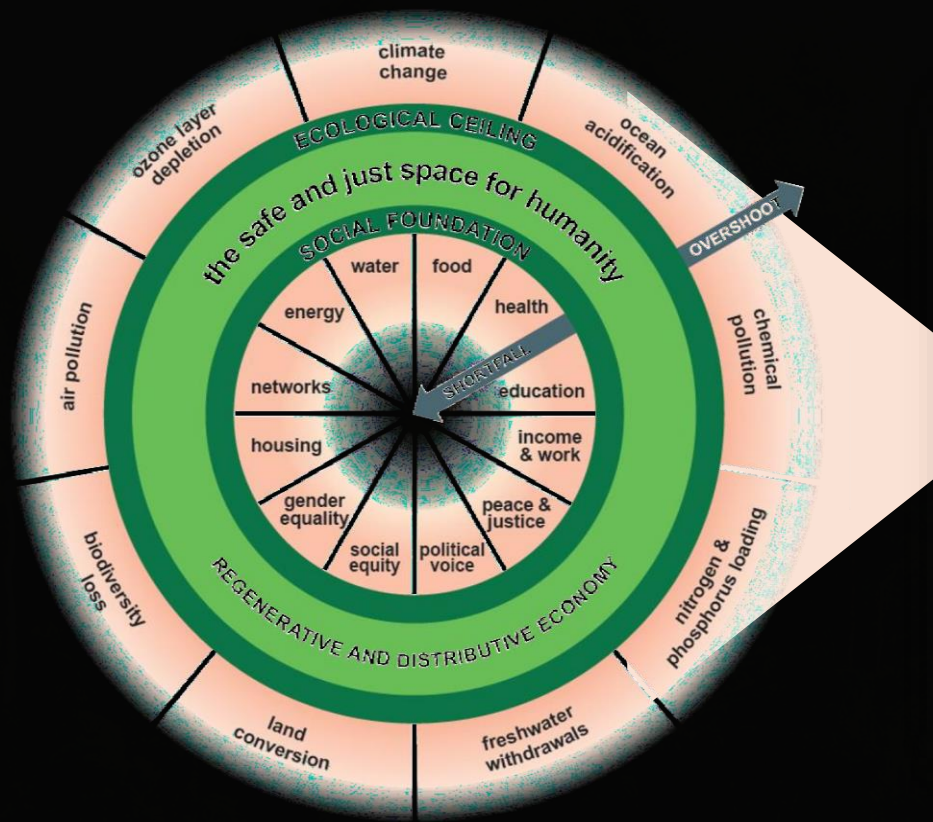 climate
change
ozone layer
depletion
ocean
acidification
ECOLOGICAL CEILING
the safe and just space for humanity
SOCIAL FOUNDATION
OVERSHOOT
water
food
energy
health
SHORTFALL
air pollution
chemical
pollution
networks
education
housing
income
& work
gender
equality
peace &
justice
social
equity
political
voice
biodiversity
loss
nitrogen &
phosphorus loading
REGENERATIVE AND DISTRIBUTIVE ECONOMY
land
conversion
freshwater
withdrawals